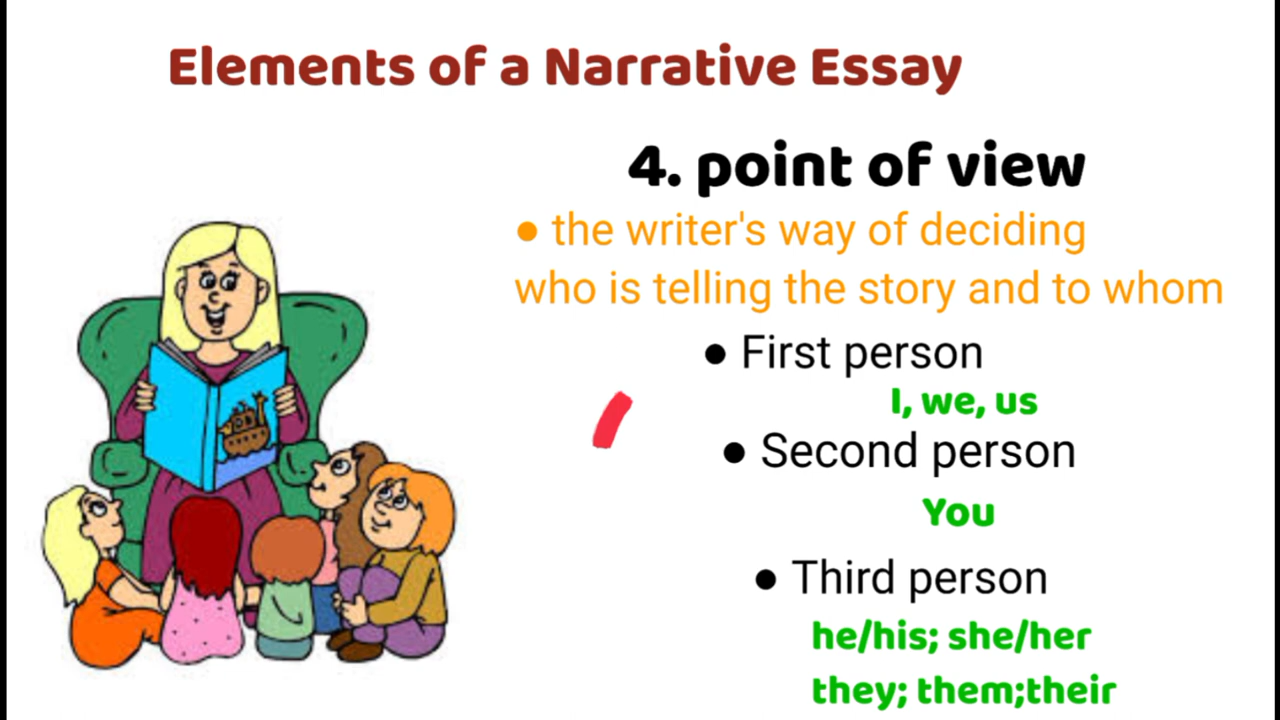 Elements of a Narrative Essay
4. point of view
● the writer's way of deciding
who is telling the story and to whom
● First person
I, we, us
● Second person
You
● Third person
he/his; she/her
they; them;their